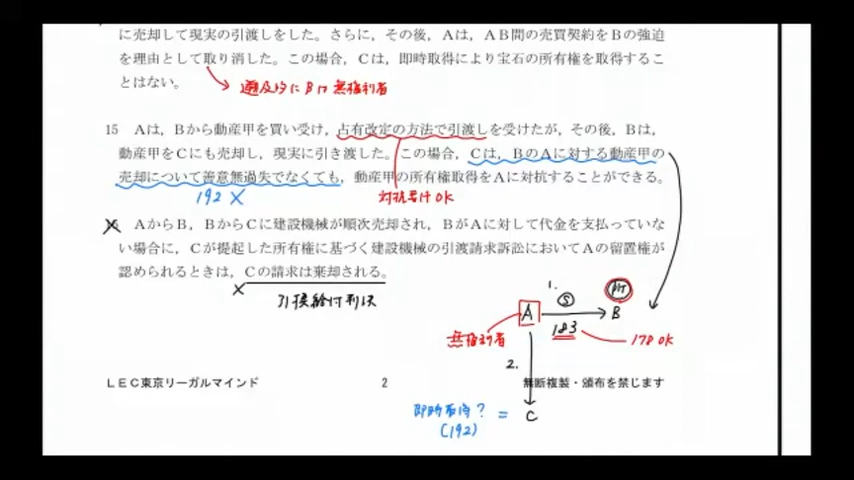 に売却して現実の引渡しをした。さらに，その後，Aは，AB間の売買契約をBの強迫
を理由として取り消した。この場合，Cは，即時取得により宝石の所有権を取得するこ
とはない。
遡及的にBは無権利者
15 Aは，Bから動産甲を買い受け，占有改定の方法で引渡しを受けたが，その後，Bは，
動産甲をCにも売却し，現実に引き渡した。この場合，Cは，BのAに対する動産甲の
売却について善意無過失でなくても，動産甲の所有権取得をAに対抗することができる。
192 ×
対抗要件OK
AからB，BからCに建設機械が順次売却され，BがAに対して代金を支払っていな
い場合に，Cが提起した所有権に基づく建設機械の引渡請求訴訟においてAの留置権が
認められるときは，Cの請求は棄却される。
×
引換給付判決
1.
S
A
B
183
178 OK
無権利者
2.
LEC東京リーガルマインド
2
無断複製・頒布を禁じます
即時取得？ = C
(192)